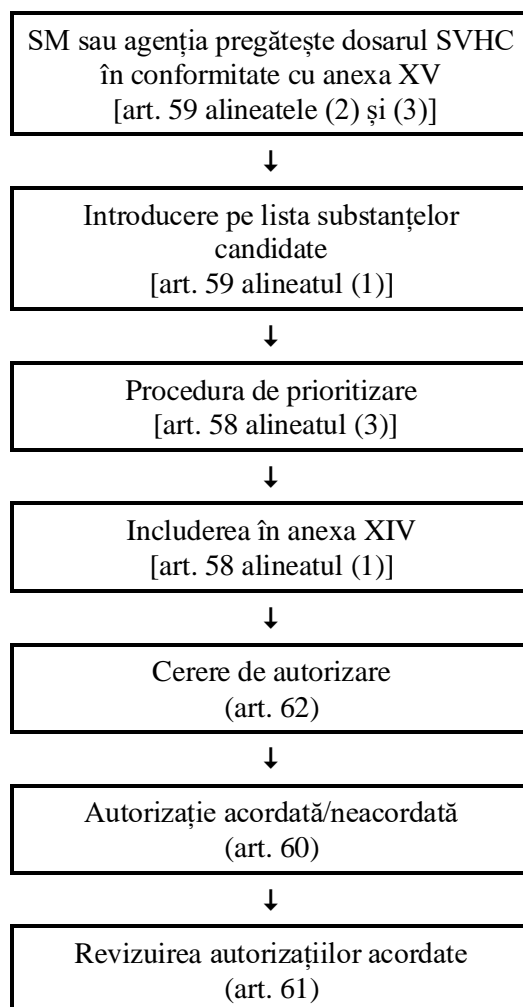 SM sau agenția pregătește dosarul SVHC
în conformitate cu anexa XV
[art. 59 alineatele (2) și (3)]
↓
Introducere pe lista substanțelor
candidate
[art. 59 alineatul (1)]
↓
Procedura de prioritizare
[art. 58 alineatul (3)]
↓
Includerea în anexa XIV
[art. 58 alineatul (1)]
↓
Cerere de autorizare
(art. 62)
↓
Autorizație acordată/neacordată
(art. 60)
↓
Revizuirea autorizațiilor acordate
(art. 61)